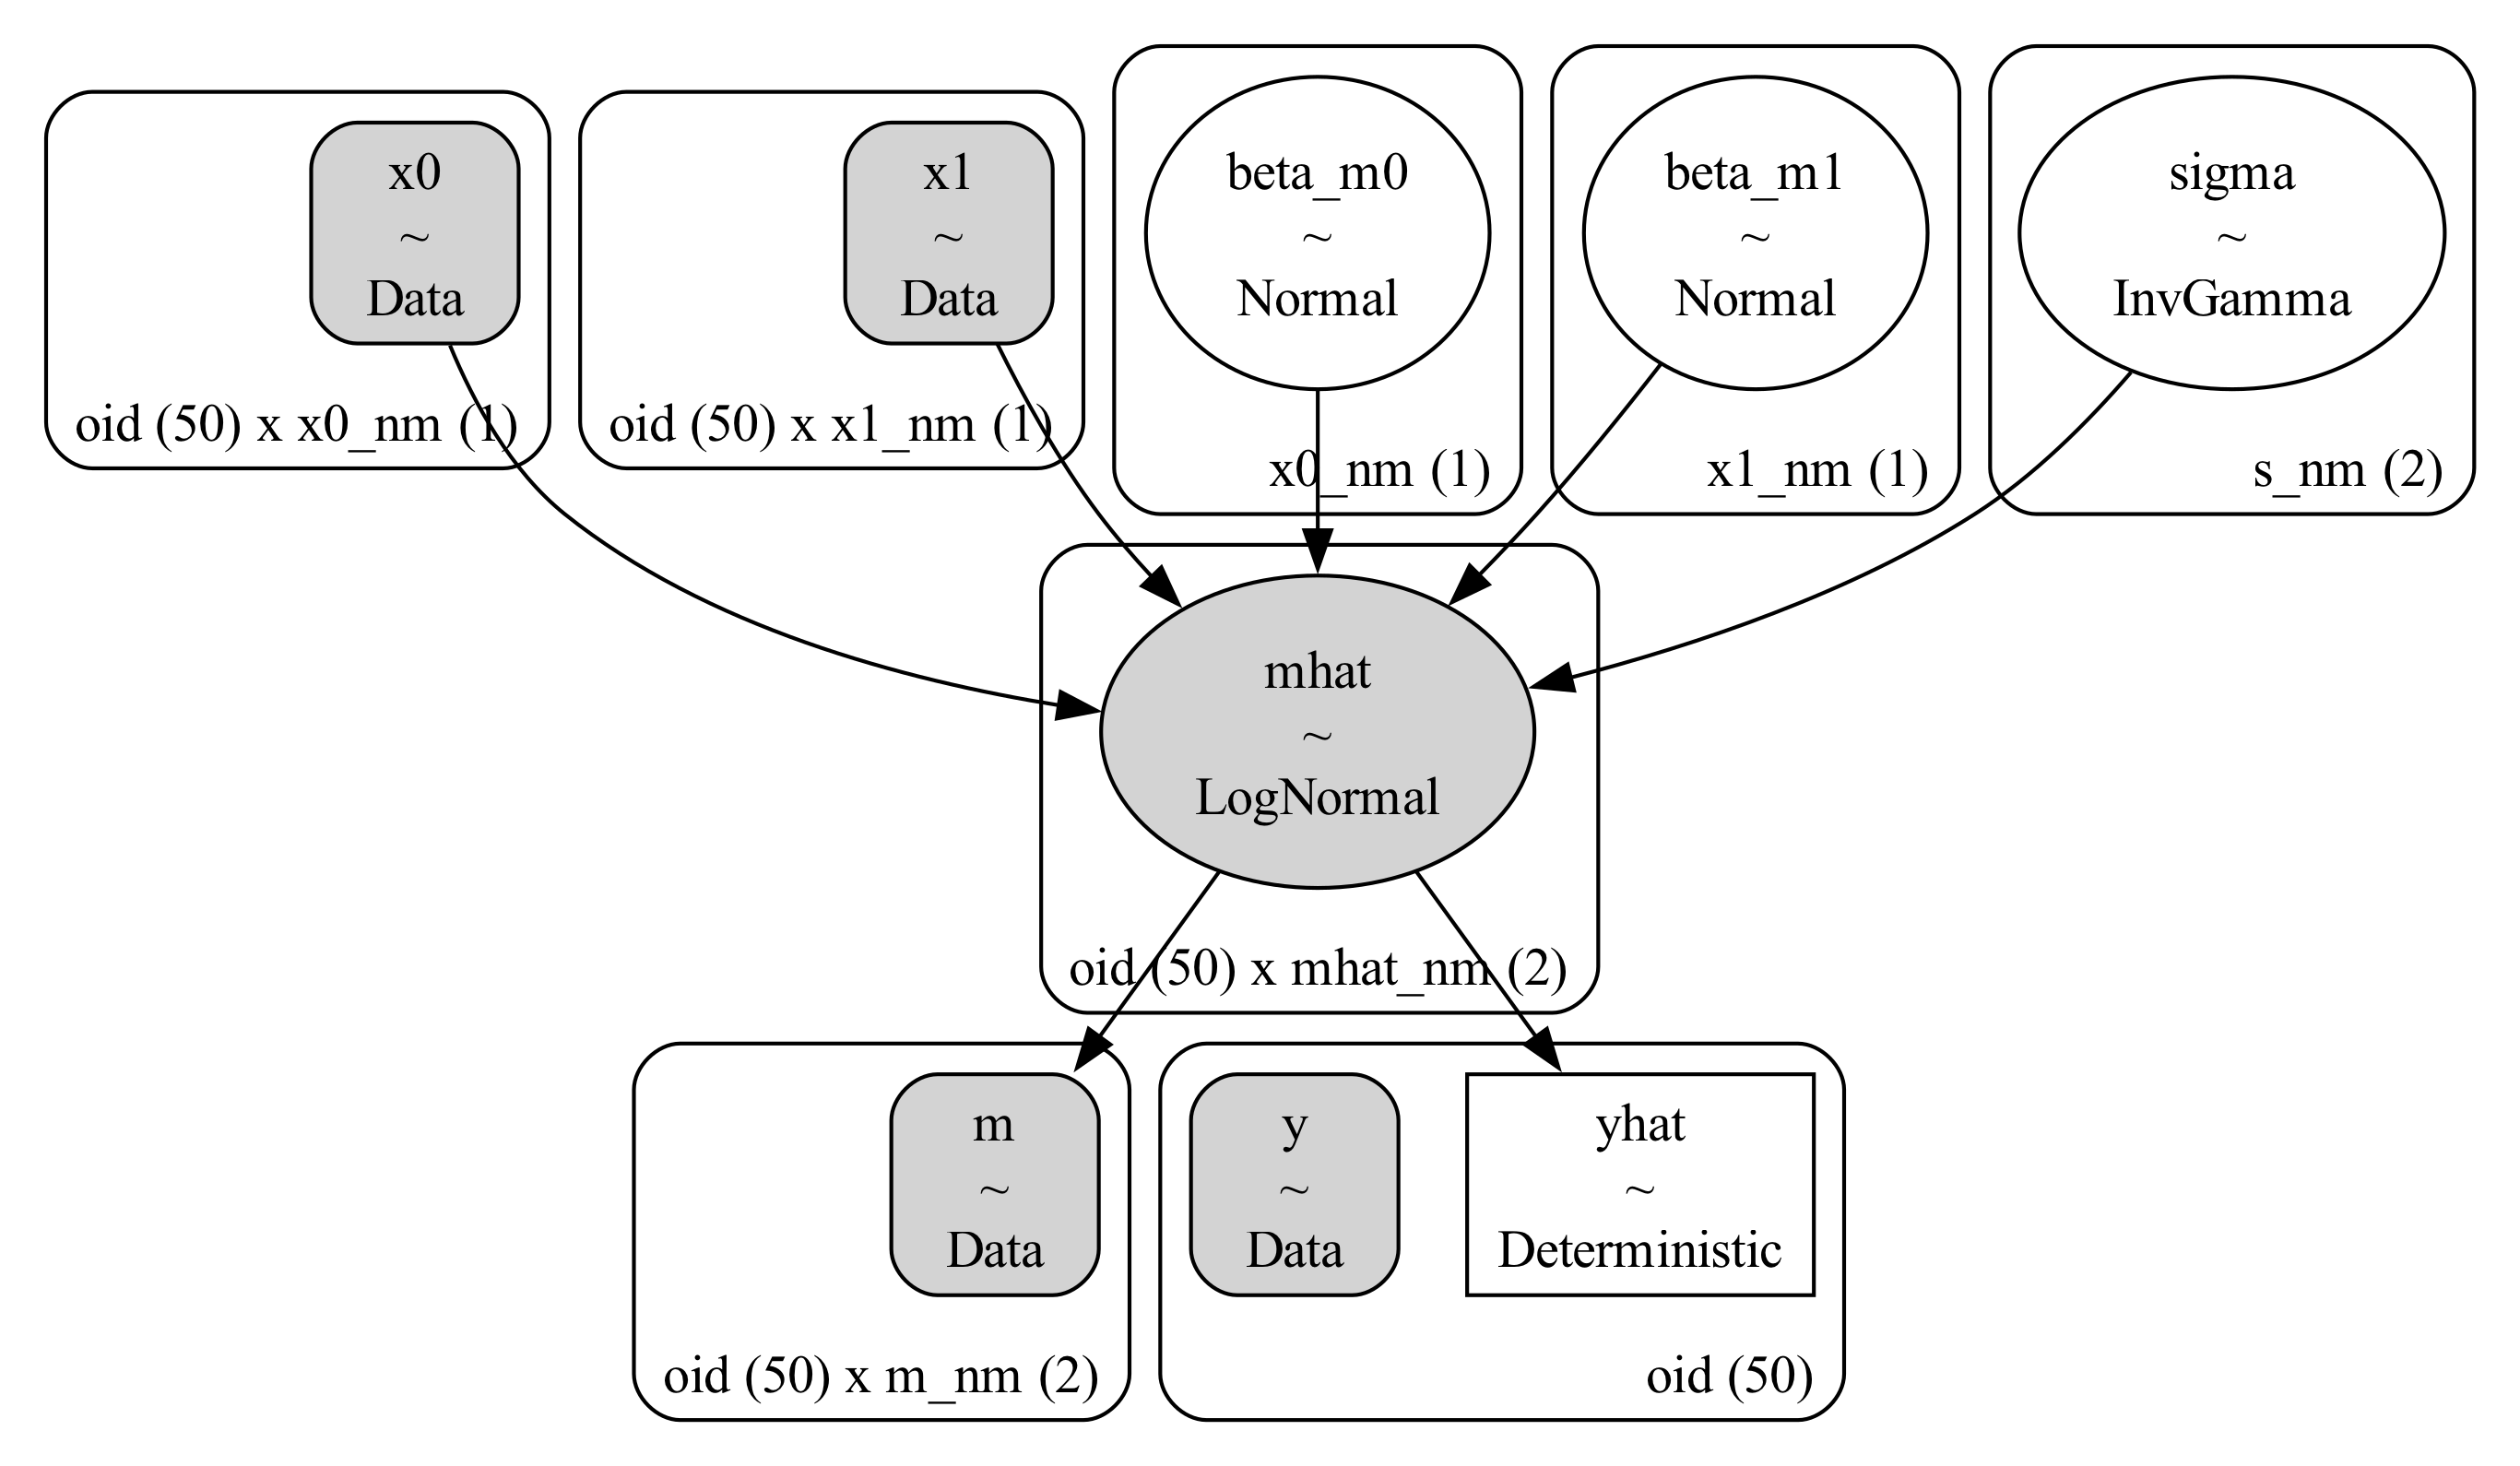 x0
~
Data
oid (50) x x0_nm (1)
x1
~
Data
oid (50) x x1_nm (1)
beta_m0
~
Normal
x0_nm (1)
beta_m1
~
Normal
x1_nm (1)
sigma
~
InvGamma
s_nm (2)
mhat
~
LogNormal
oid (50) x mhat_nm (2)
m
~
Data
oid (50) x m_nm (2)
y
~
Data
yhat
~
Deterministic
oid (50)